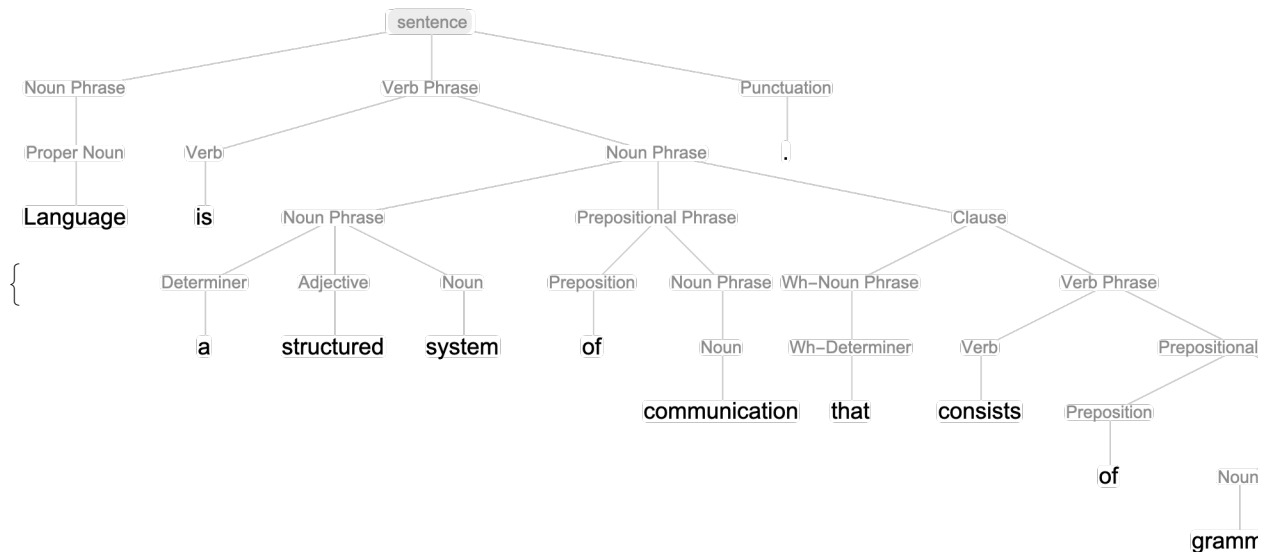 sentence
Noun Phrase Verb Phrase Punctuation
Proper Noun Verb Noun Phrase .
Language is Noun Phrase Prepositional Phrase Clause
{ Determiner Adjective Noun Preposition Noun Phrase Wh–Noun Phrase Verb Phrase
a structured system of Noun Wh–Determiner Verb Prepositional
communication that consists Preposition
of Noun
gramm